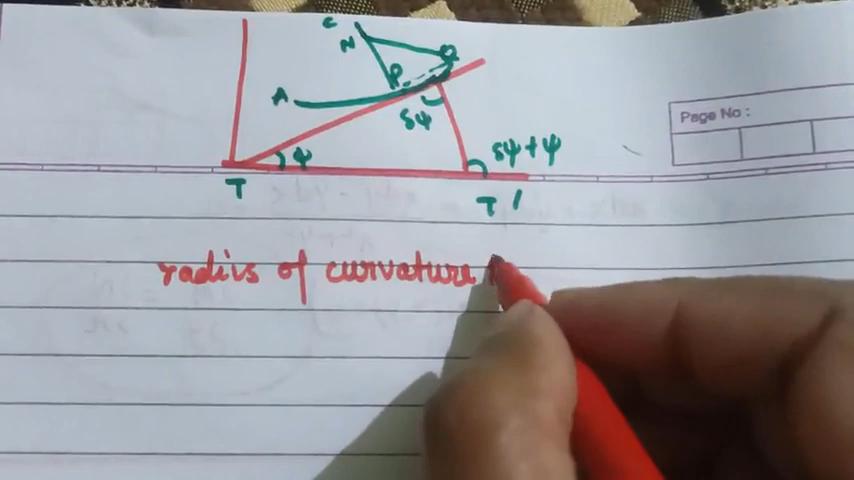 C
N
Q
P
A
δψ
ψ
δψ+ψ
T
T'
Page No :
radius of curvature